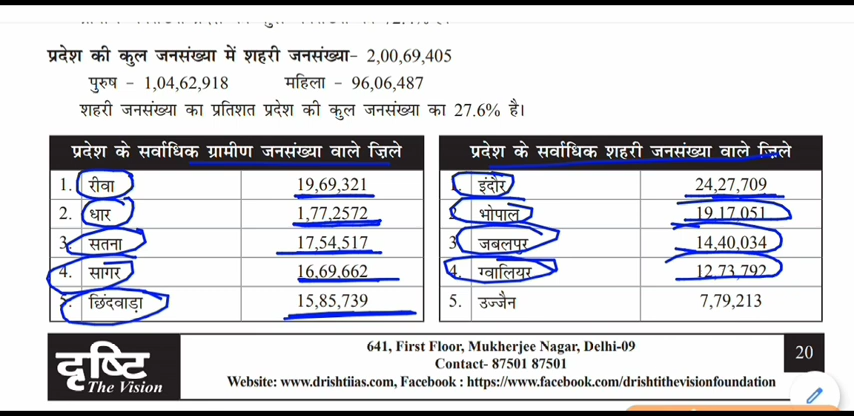 प्रदेश की कुल जनसंख्या में शहरी जनसंख्या- 2,00,69,405
पुरुष - 1,04,62,918 महिला - 96,06,487
शहरी जनसंख्या का प्रतिशत प्रदेश की कुल जनसंख्या का 27.6% है।
प्रदेश के सर्वाधिक ग्रामीण जनसंख्या वाले ज़िले
1. रीवा 19,69,321
2. धार 1,77,2572
3. सतना 17,54,517
4. सागर 16,69,662
5. छिंदवाड़ा 15,85,739
प्रदेश के सर्वाधिक शहरी जनसंख्या वाले ज़िले
1. इंदौर 24,27,709
2. भोपाल 19,17,051
3. जबलपुर 14,40,034
4. ग्वालियर 12,73,792
5. उज्जैन 7,79,213
दृष्टि
The Vision
641, First Floor, Mukherjee Nagar, Delhi-09
Contact- 87501 87501
Website: www.drishtiias.com, Facebook : https://www.facebook.com/drishtithevisionfoundation
20